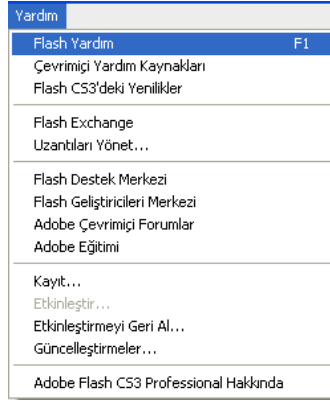 Yardım
Flash Yardım F1
Çevrimiçi Yardım Kaynakları
Flash CS3'deki Yenilikler
Flash Exchange
Uzantıları Yönet...
Flash Destek Merkezi
Flash Geliştiricileri Merkezi
Adobe Çevrimiçi Forumlar
Adobe Eğitimi
Kayıt...
Etkinleştir...
Etkinleştirmeyi Geri Al...
Güncelleştirmeler...
Adobe Flash CS3 Professional Hakkında